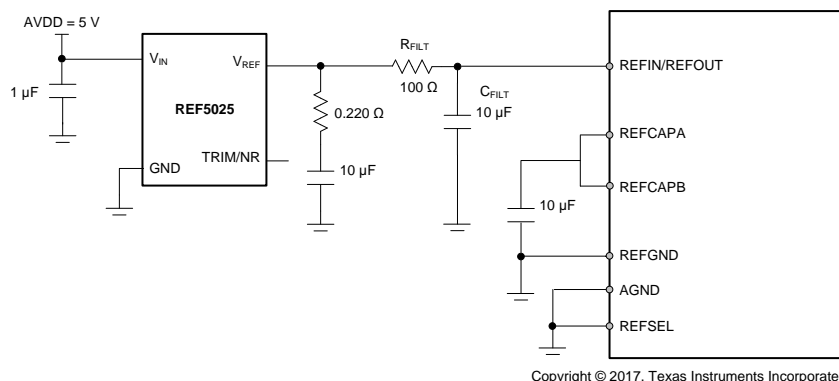 AVDD = 5 V
1 µF
VIN
VREF
REF5025
GND
TRIM/NR
0.220 Ω
10 µF
RFILT
100 Ω
CFILT
10 µF
10 µF
REFIN/REFOUT
REFCAPA
REFCAPB
REFGND
AGND
REFSEL
Copyright © 2017, Texas Instruments Incorporate